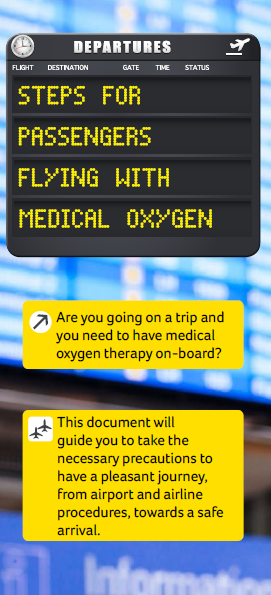 DEPARTURES
FLIGHT DESTINATION GATE TIME STATUS
STEPS FOR
PASSENGERS
FLYING WITH
MEDICAL OXYGEN
Are you going on a trip and
you need to have medical
oxygen therapy on-board?
This document will
guide you to take the
necessary precautions to
have a pleasant journey,
from airport and airline
procedures, towards a safe
arrival.
Information